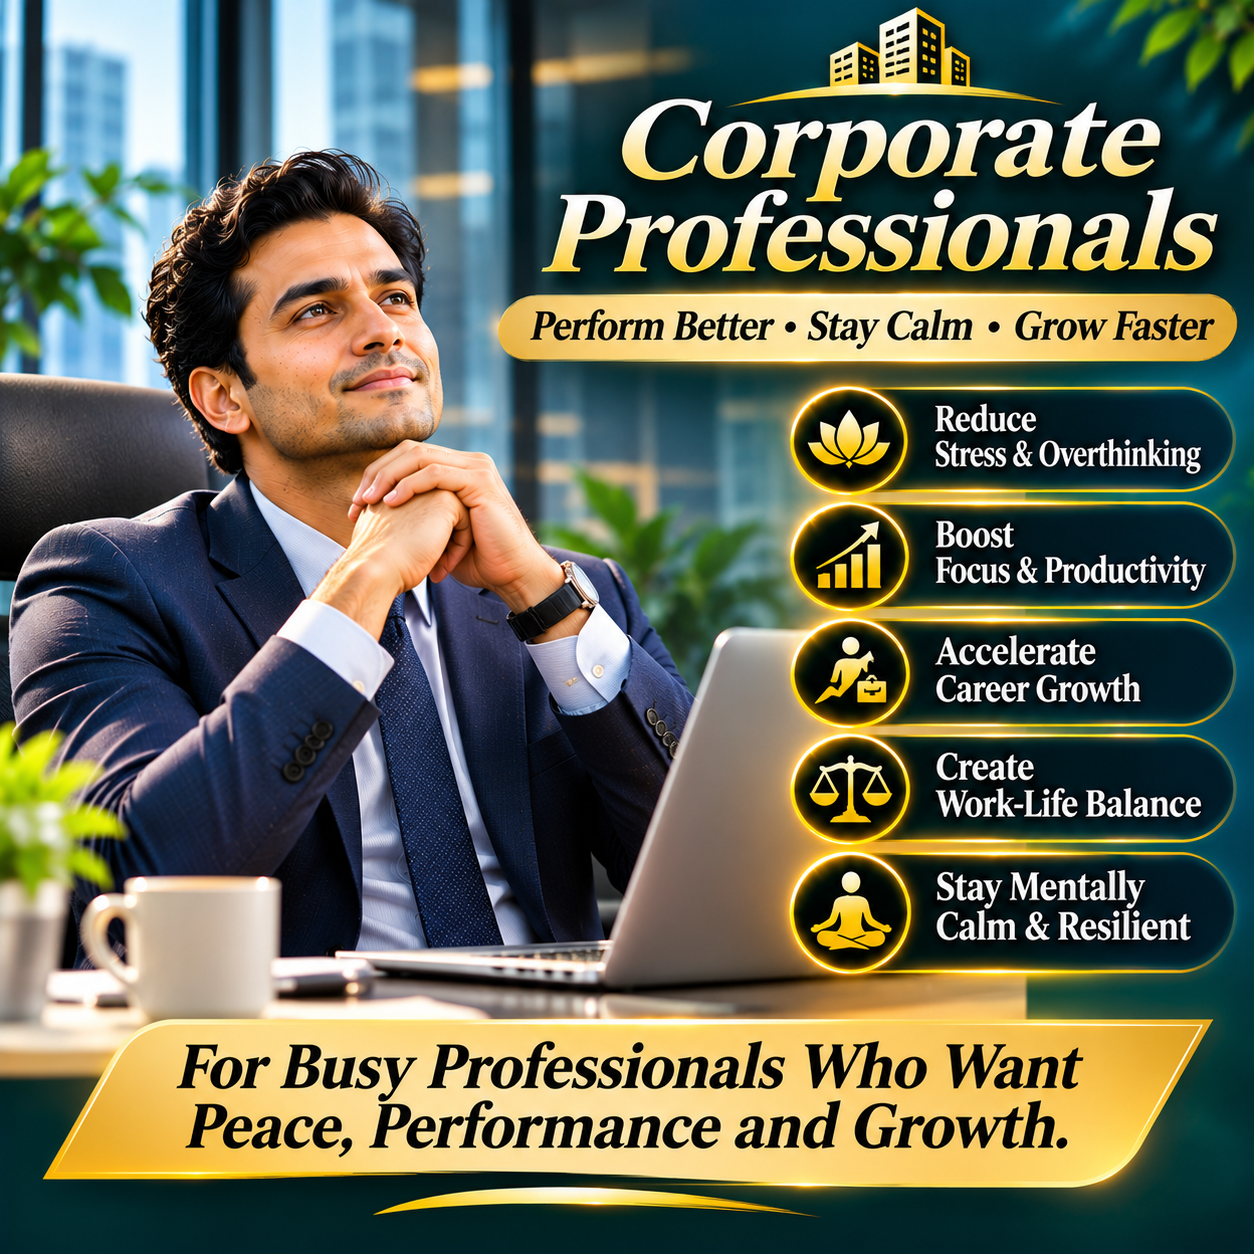 Corporate
Professionals
Perform Better • Stay Calm • Grow Faster
Reduce
Stress & Overthinking
Boost
Focus & Productivity
Accelerate
Career Growth
Create
Work-Life Balance
Stay Mentally
Calm & Resilient
For Busy Professionals Who Want
Peace, Performance and Growth.